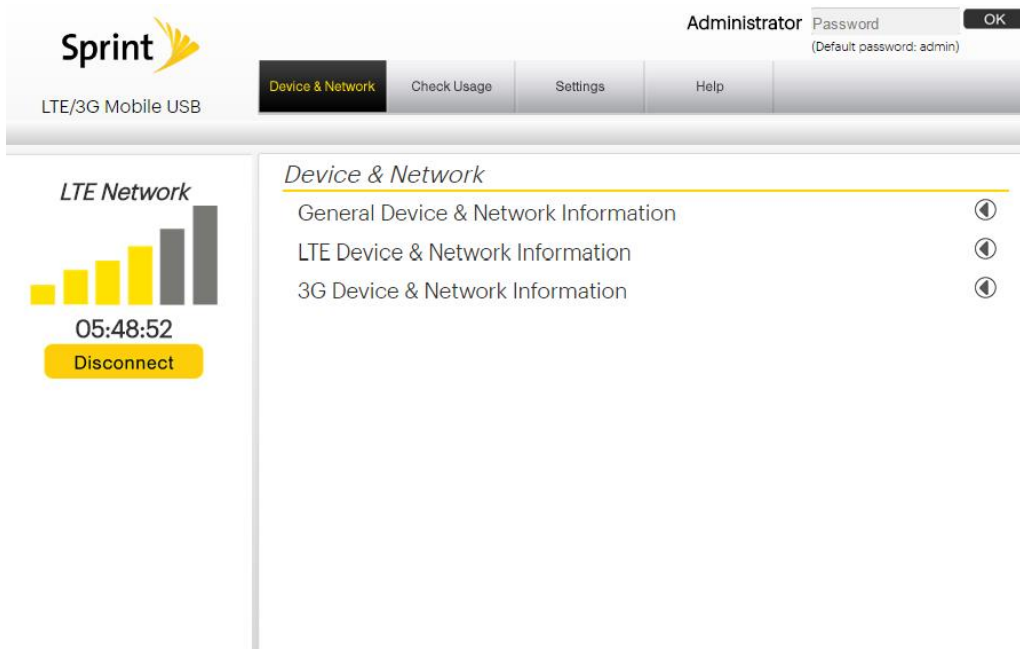 Sprint
LTE/3G Mobile USB
Administrator Password OK
(Default password: admin)
Device & Network Check Usage Settings Help
LTE Network
05:48:52
Disconnect
Device & Network
General Device & Network Information
LTE Device & Network Information
3G Device & Network Information